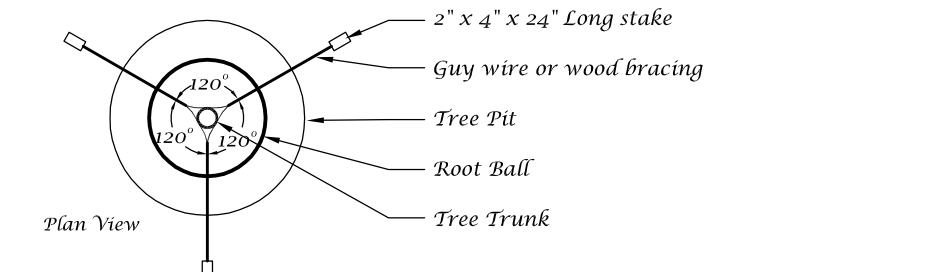 2" x 4" x 24" Long stake
Guy wire or wood bracing
120°
Tree Pit
120° 120°
Root Ball
Tree Trunk
Plan View